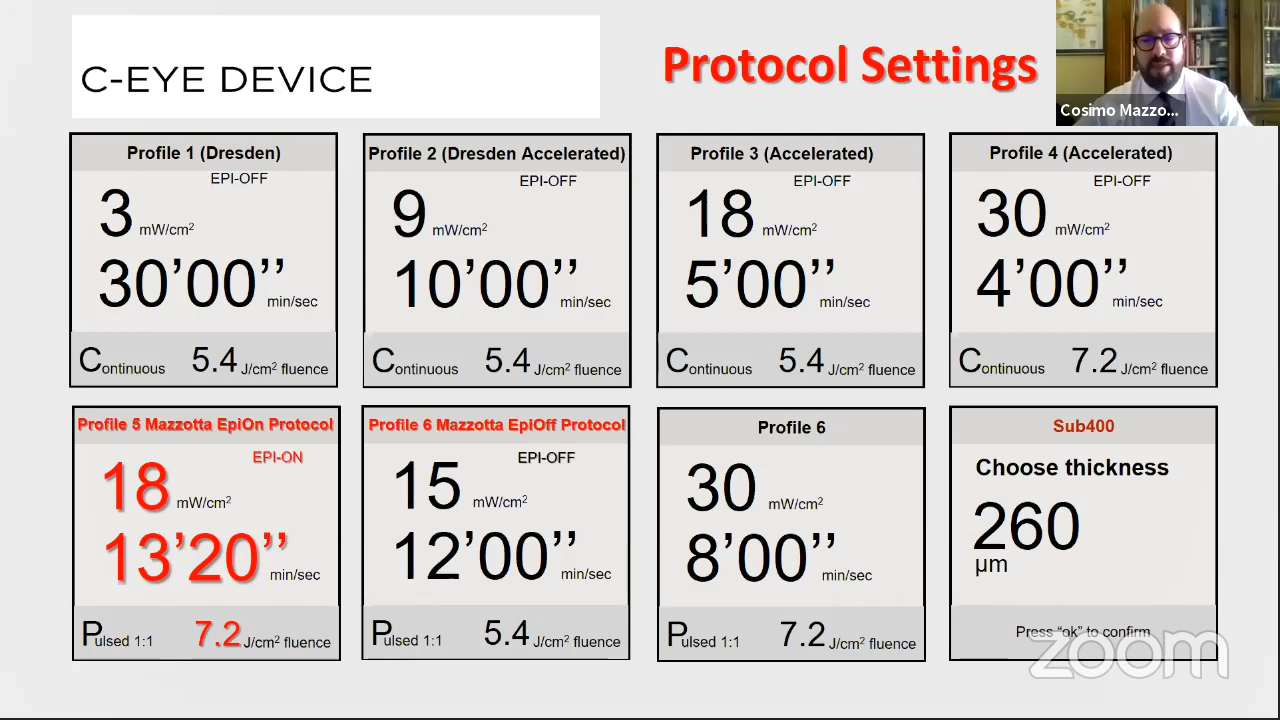 C-EYE DEVICE
Protocol Settings
Cosimo Mazzo...
Profile 1 (Dresden)
EPI-OFF
3 mW/cm²
30’00’’ min/sec
Continuous 5.4 J/cm² fluence
Profile 2 (Dresden Accelerated)
EPI-OFF
9 mW/cm²
10’00’’ min/sec
Continuous 5.4 J/cm² fluence
Profile 3 (Accelerated)
EPI-OFF
18 mW/cm²
5’00’’ min/sec
Continuous 5.4 J/cm² fluence
Profile 4 (Accelerated)
EPI-OFF
30 mW/cm²
4’00’’ min/sec
Continuous 7.2 J/cm² fluence
Profile 5 Mazzotta EpiOn Protocol
EPI-ON
18 mW/cm²
13’20’’ min/sec
Pulsed 1:1 7.2 J/cm² fluence
Profile 6 Mazzotta EpiOff Protocol
EPI-OFF
15 mW/cm²
12’00’’ min/sec
Pulsed 1:1 5.4 J/cm² fluence
Profile 6
30 mW/cm²
8’00’’ min/sec
Pulsed 1:1 7.2 J/cm² fluence
Sub400
Choose thickness
260
µm
Press “ok” to confirm
zoom